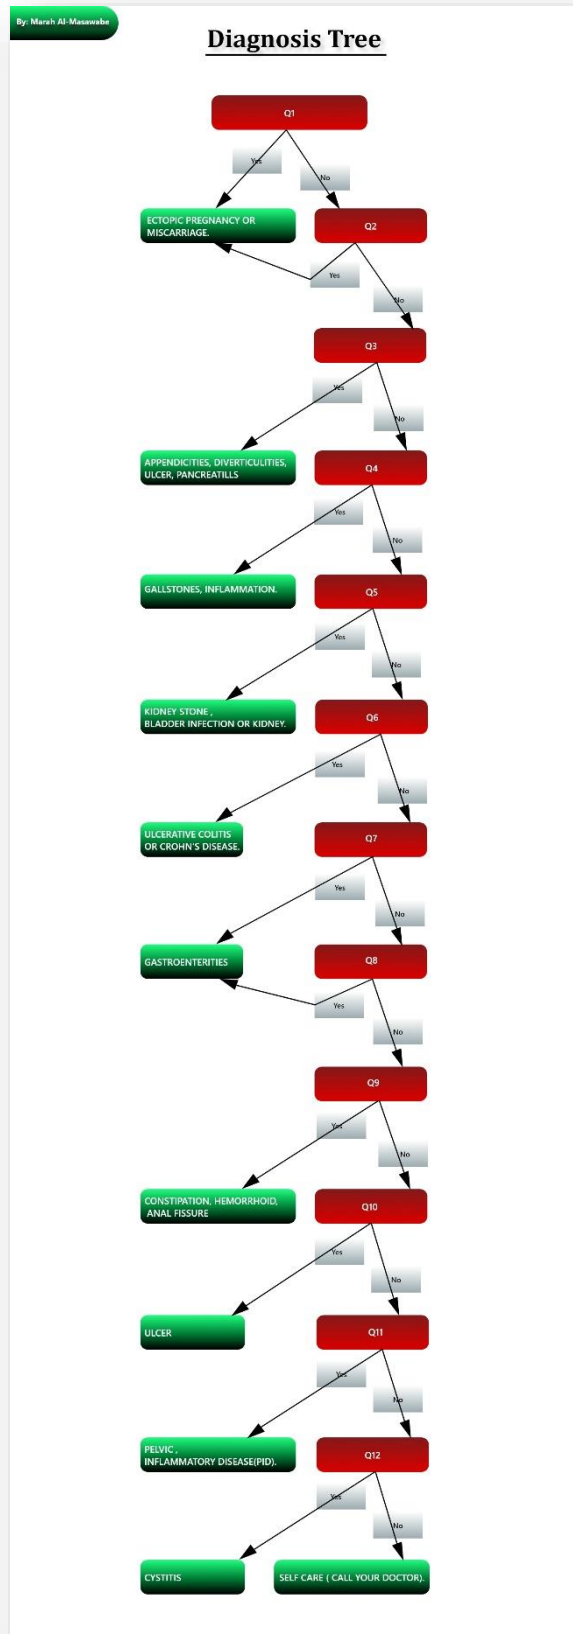 By: Marah Al-Masawabe
Diagnosis Tree
Q1
Yes
No
ECTOPIC PREGNANCY OR
MISCARRIAGE.
Q2
Yes
No
Q3
Yes
No
APPENDICITIES, DIVERTICULITIES,
ULCER, PANCREATILLS
Q4
Yes
No
GALLSTONES, INFLAMMATION.
Q5
Yes
No
KIDNEY STONE ,
BLADDER INFECTION OR KIDNEY.
Q6
Yes
No
ULCERATIVE COLITIS
OR CROHN'S DISEASE.
Q7
Yes
No
GASTROENTERITIES
Q8
Yes
No
Q9
Yes
No
CONSTIPATION, HEMORRHOID,
ANAL FISSURE
Q10
Yes
No
ULCER
Q11
Yes
No
PELVIC ,
INFLAMMATORY DISEASE(PID).
Q12
Yes
No
CYSTITIS
SELF CARE ( CALL YOUR DOCTOR).